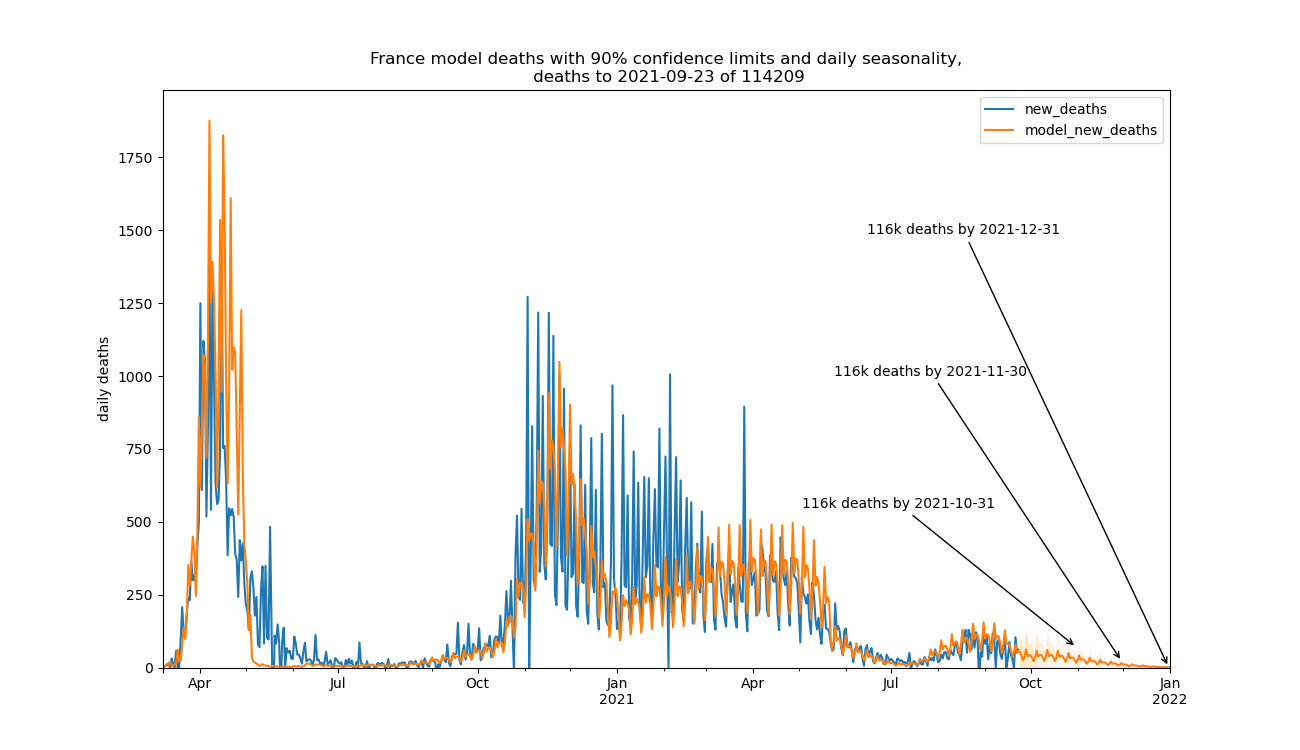 France model deaths with 90% confidence limits and daily seasonality,
deaths to 2021-09-23 of 114209
new_deaths
model_new_deaths
1750
1500
1250
1000
750
500
250
0
daily deaths
116k deaths by 2021-12-31
116k deaths by 2021-11-30
116k deaths by 2021-10-31
Apr
Jul
Oct
Jan
2021
Apr
Jul
Oct
Jan
2022